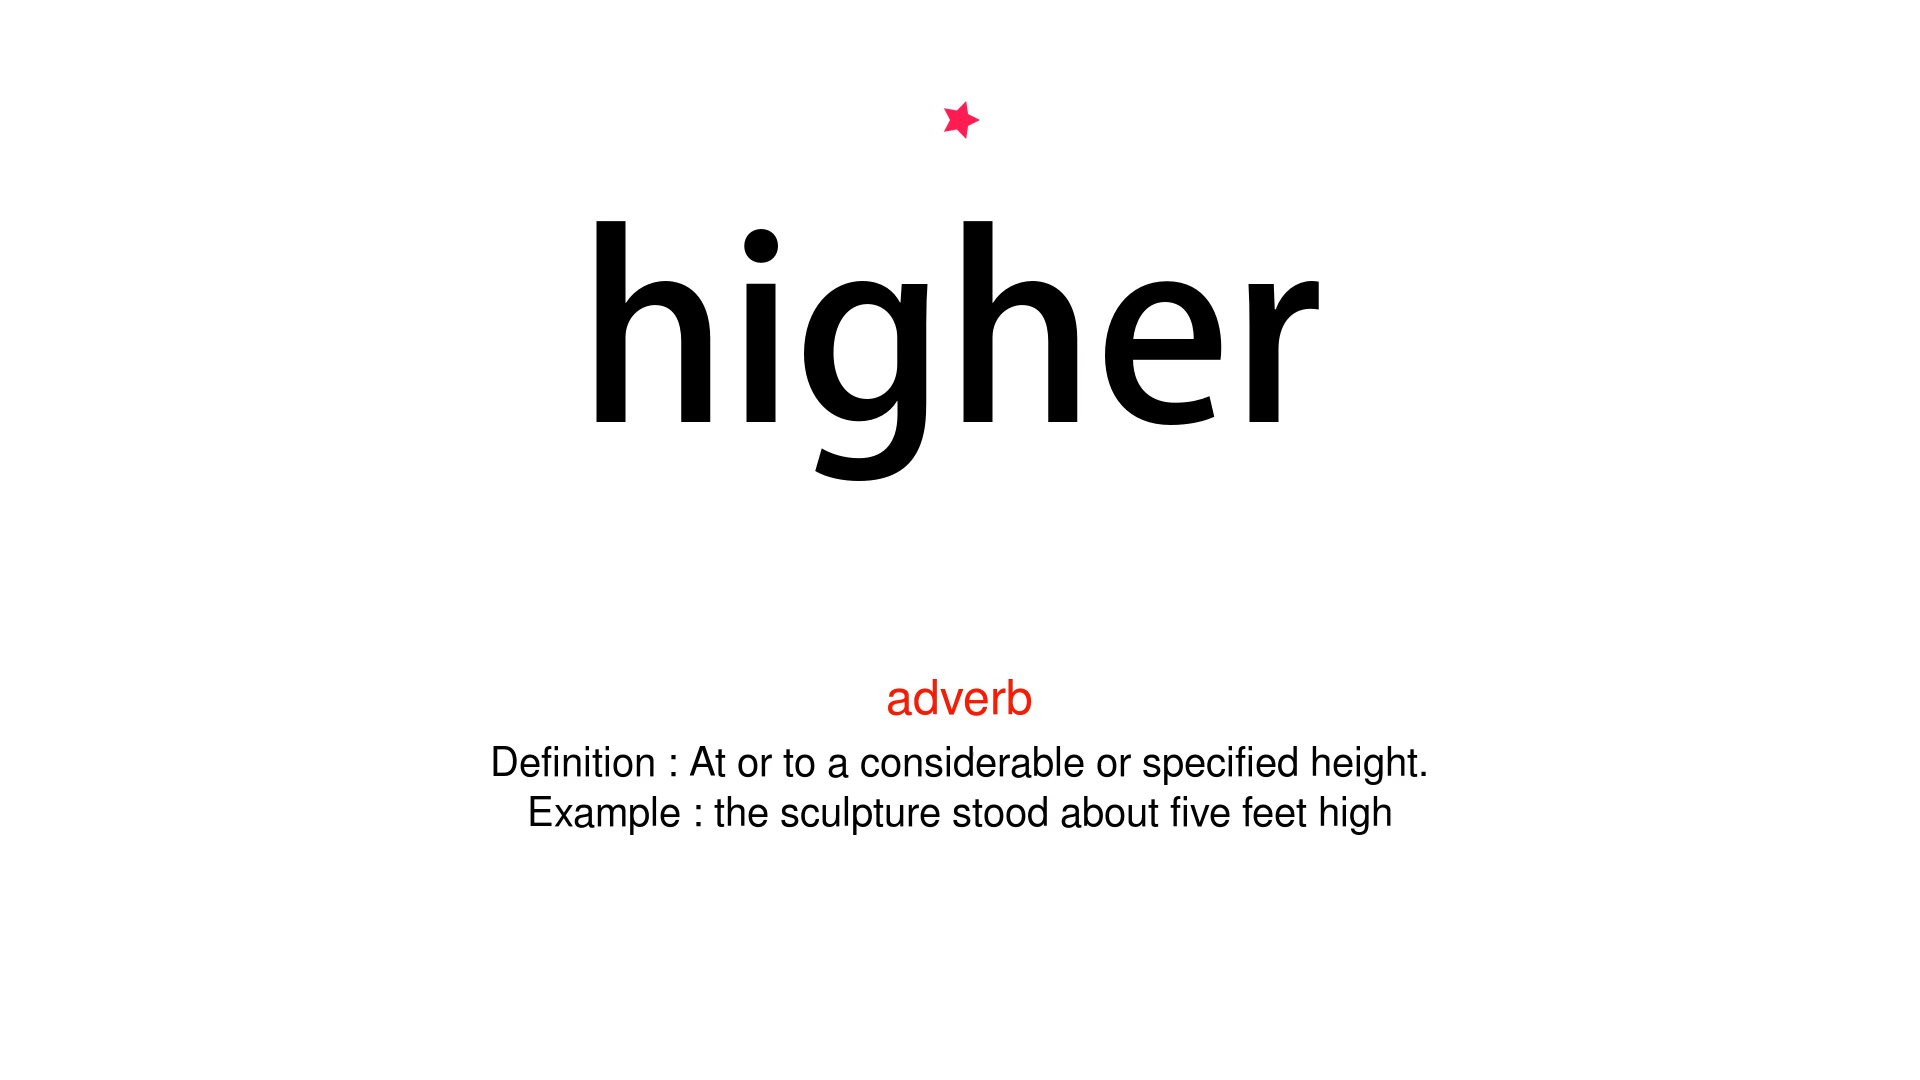 higher
adverb
Definition : At or to a considerable or specified height.
Example : the sculpture stood about five feet high